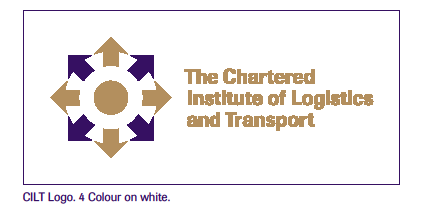 The Chartered
Institute of Logistics
and Transport
CILT Logo. 4 Colour on white.